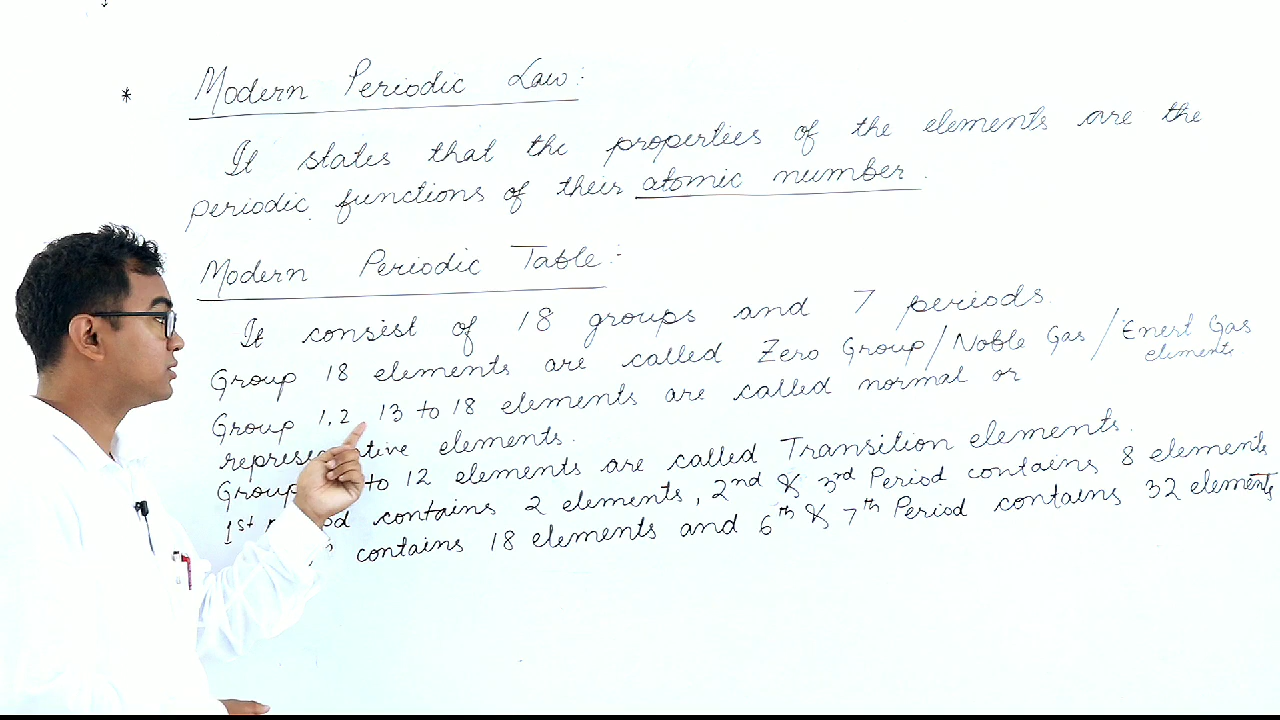 * Modern Periodic Law:
It states that the properties of the elements are the
periodic functions of their atomic number.
Modern Periodic Table:
It consist of 18 groups and 7 periods.
Group 18 elements are called Zero Group/Noble Gas/Enert Gas
elements
Group 1,2, 13 to 18 elements are called normal or
representative elements.
Group to 12 elements are called Transition elements.
1st contains 2 elements, 2nd & 3rd Period contains 8 elements
contains 18 elements and 6th & 7th Period contains 32 elements